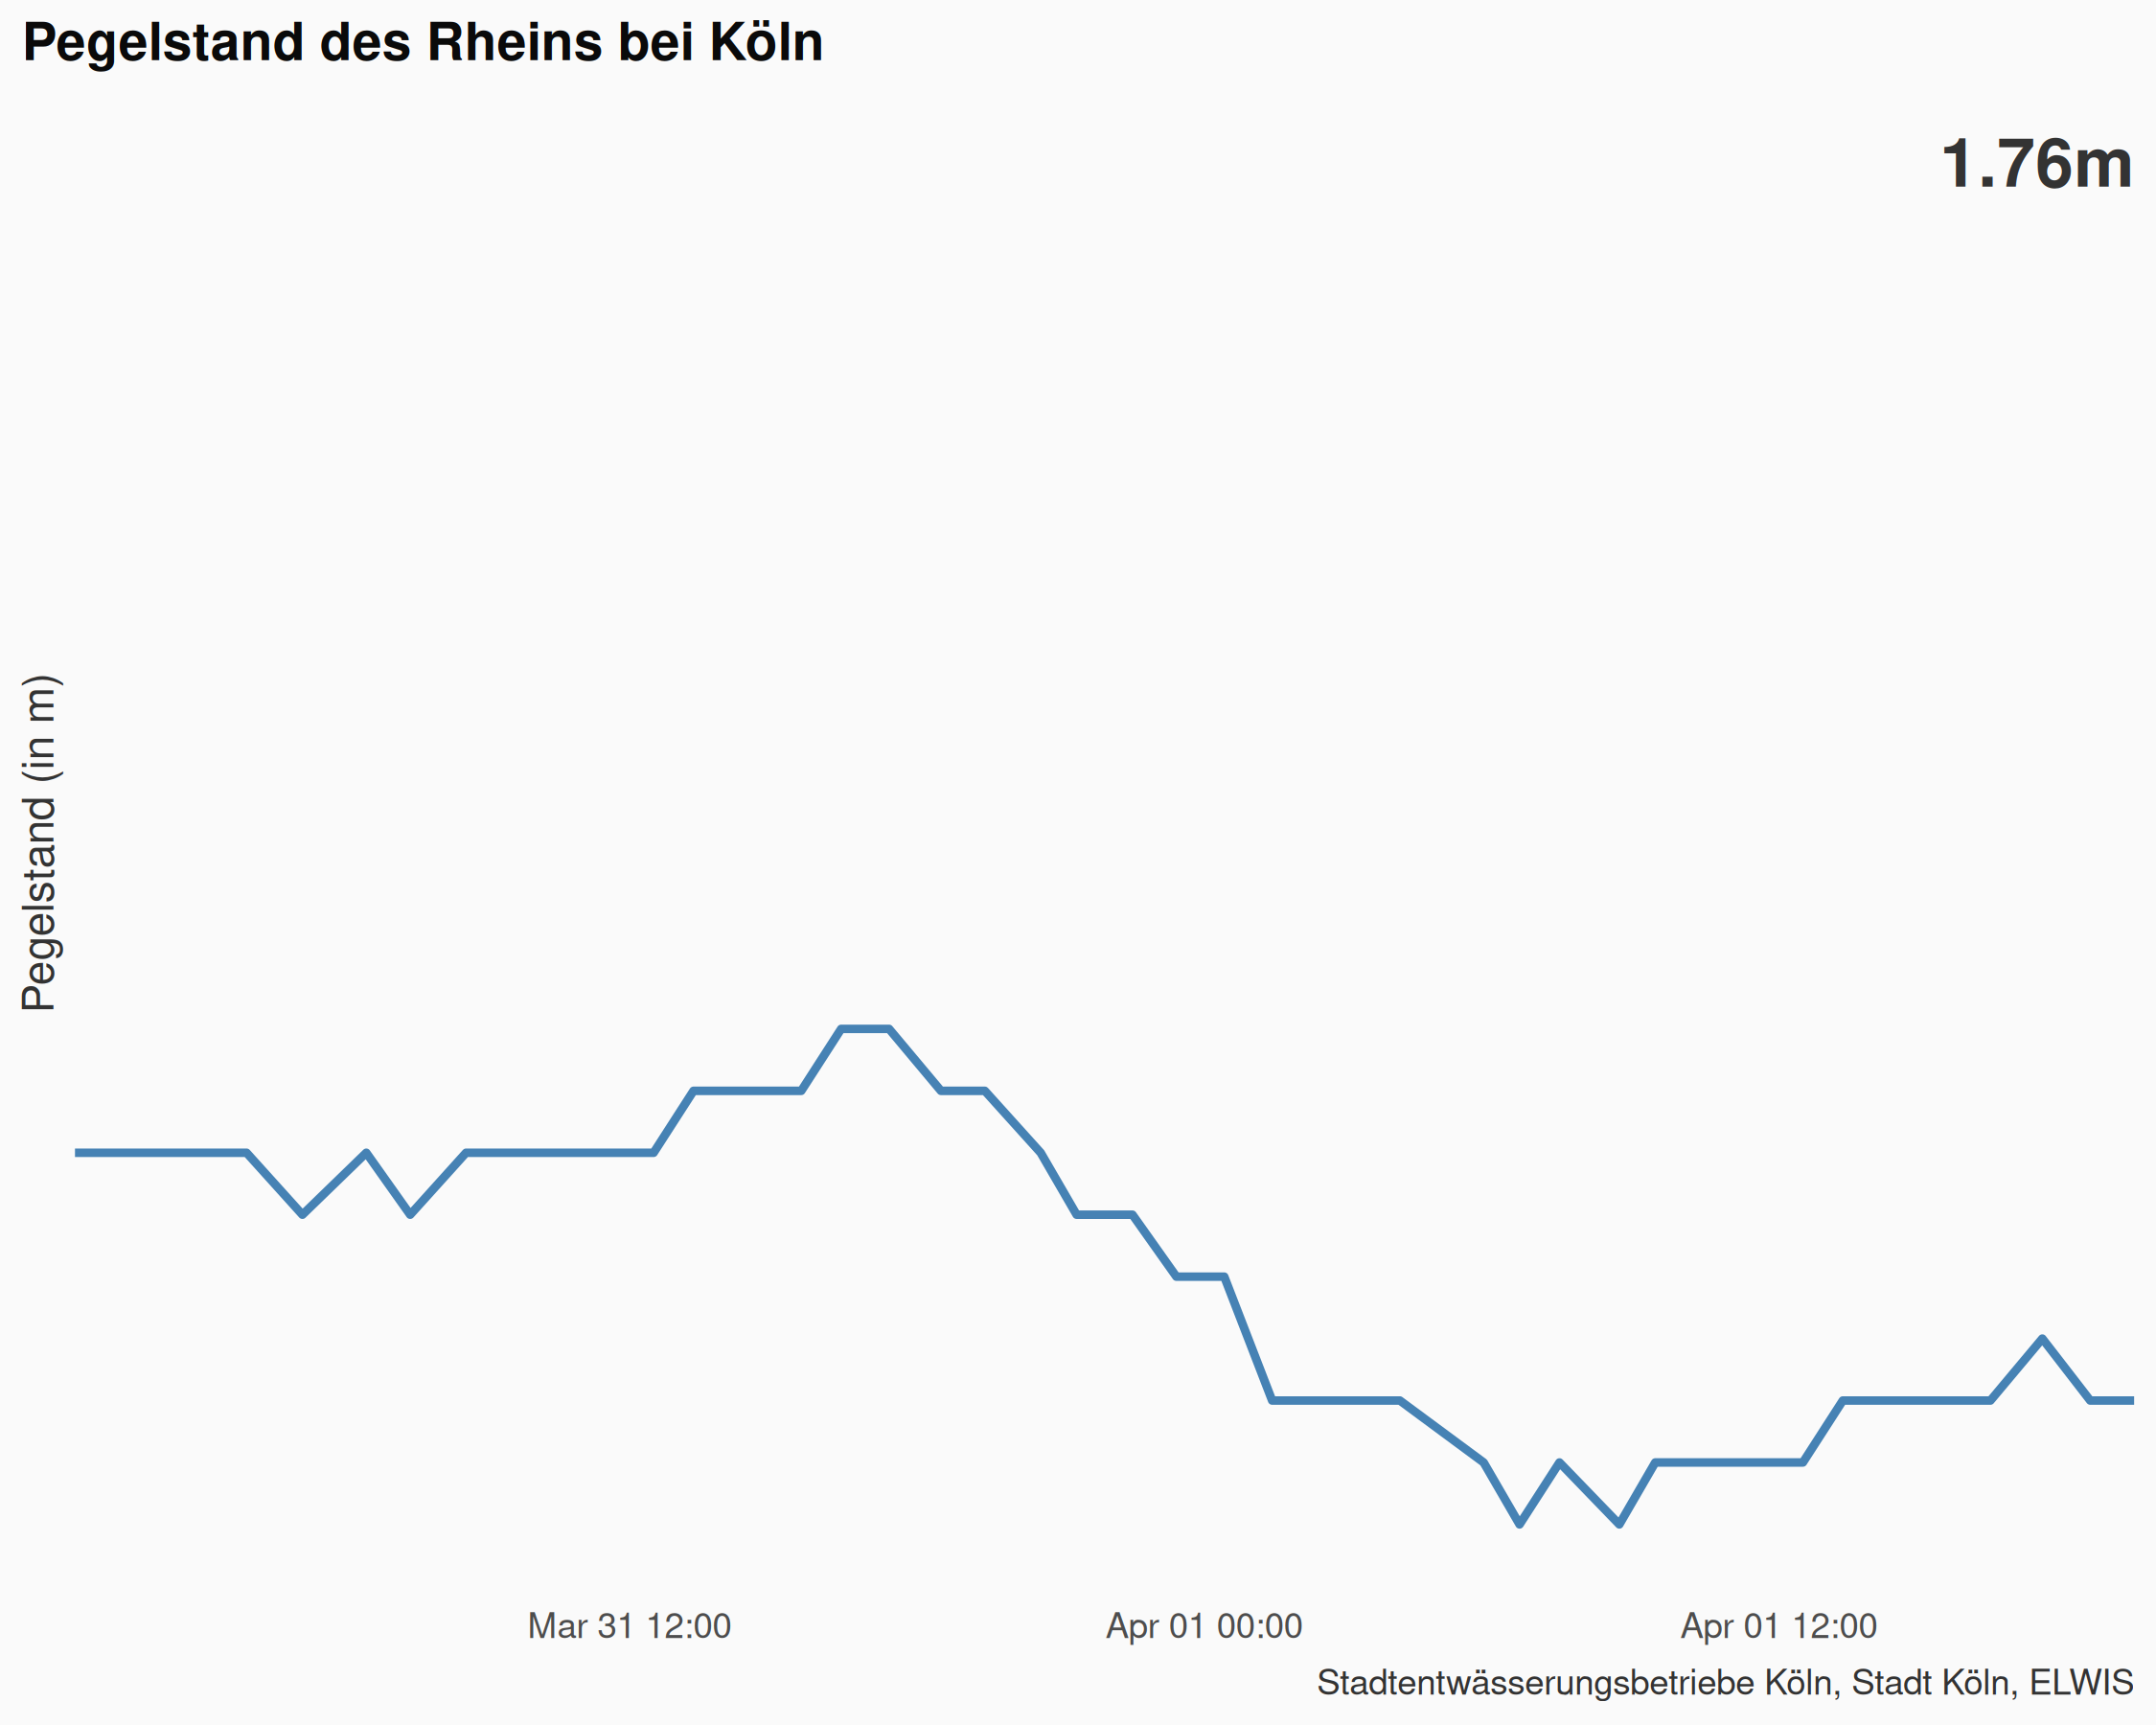 Pegelstand des Rheins bei Köln
1.76m
Pegelstand (in m)
Mar 31 12:00
Apr 01 00:00
Apr 01 12:00
Stadtentwässerungsbetriebe Köln, Stadt Köln, ELWIS